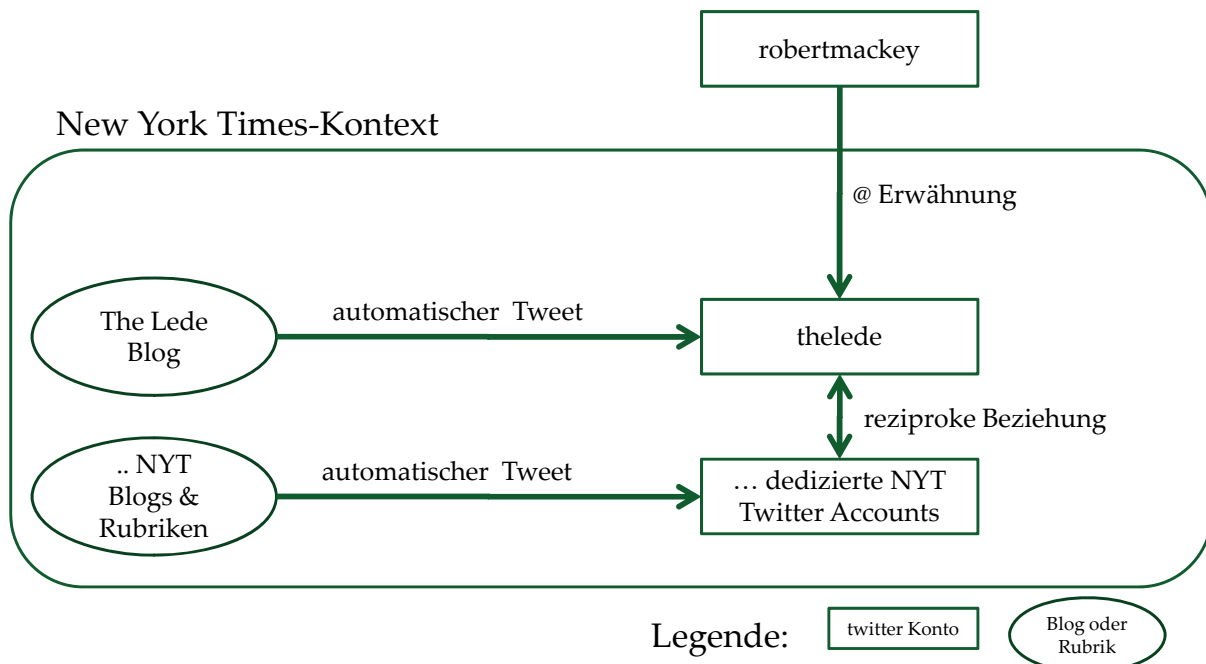 robertmackey
New York Times-Kontext
@ Erwähnung
The Lede
Blog
automatischer Tweet
thelede
reziproke Beziehung
.. NYT
Blogs &
Rubriken
automatischer Tweet
… dedizierte NYT
Twitter Accounts
Legende:
twitter Konto
Blog oder
Rubrik